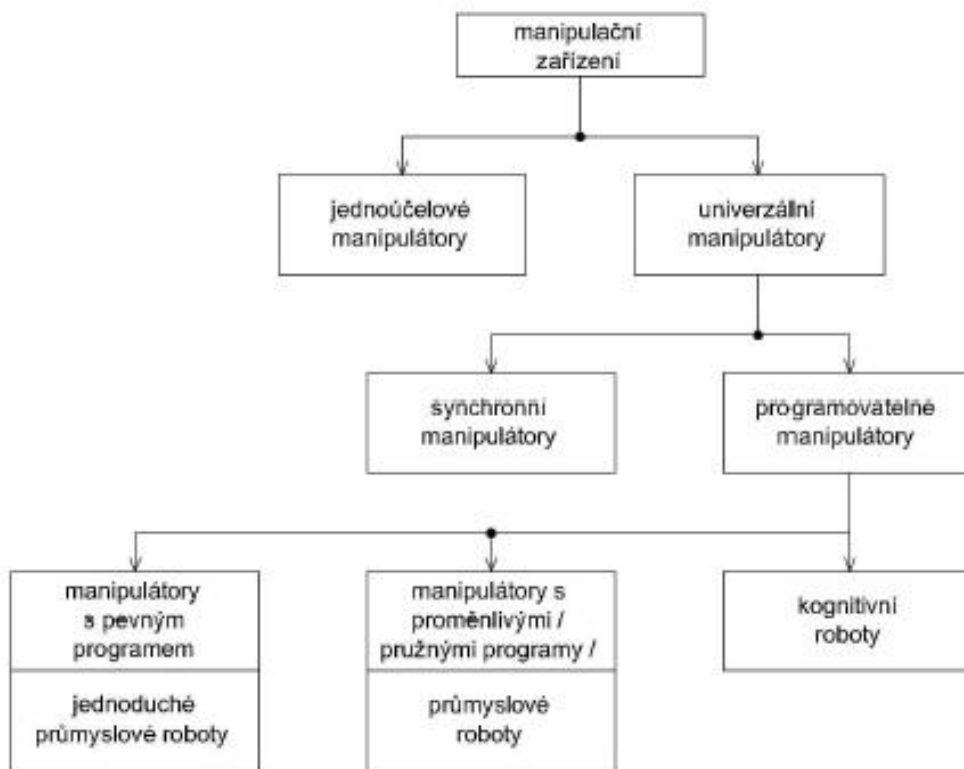 manipulační
zařízení
jednoúčelové
manipulátory
univerzállní
manipulátory
synchronní
manipulátory
programovatelné
manipulátory
manipulátory
s pevným
programem
jednoduché
průmyslové roboty
manipulátory s
proměnlivými /
pružnými programy /
průmyslové
roboty
kognitivní
roboty